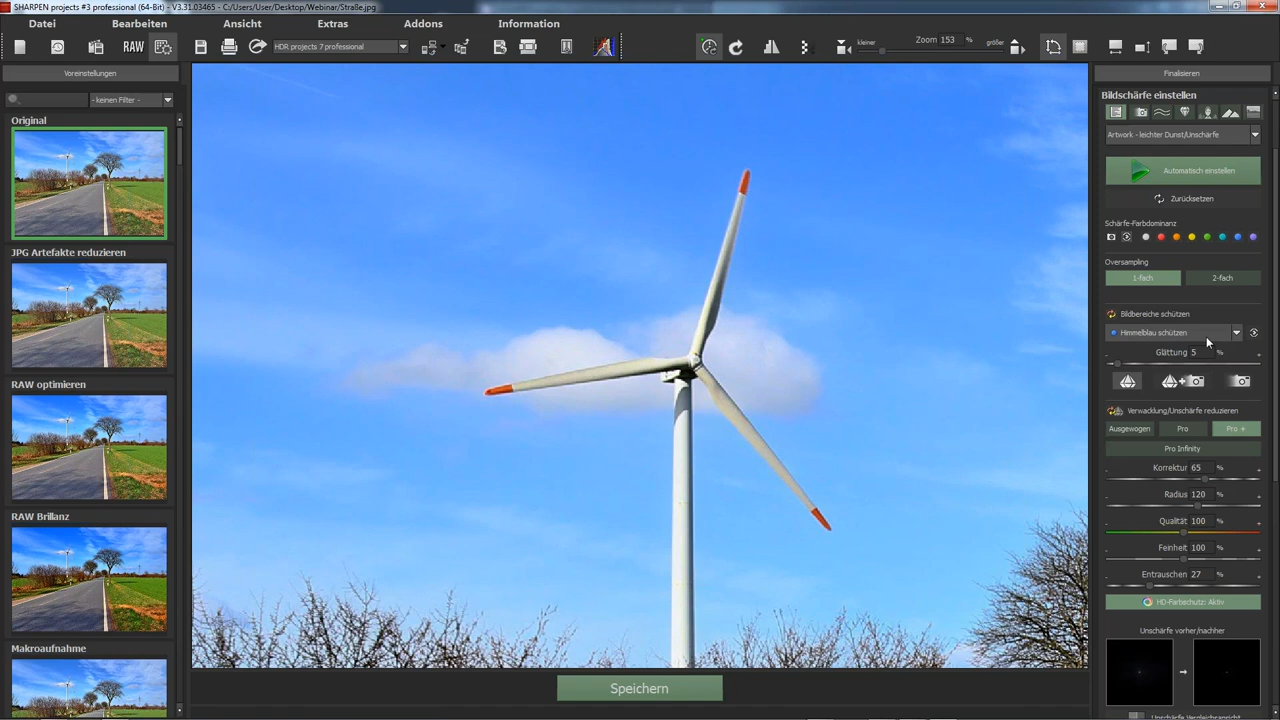 SHARPEN projects #3 professional (64-Bit) - V3.31.03465 - C:/Users/User/Desktop/Webinar/Straße.jpg
Datei Bearbeiten Ansicht Extras Addons Information
RAW HDR projects 7 professional kleiner Zoom 153 % größer
Voreinstellungen
- keinen Filter -
Original
JPG Artefakte reduzieren
RAW optimieren
RAW Brillanz
Makroaufnahme
Speichern
Finalisieren
Bildschärfe einstellen
Artwork - leichter Dunst/Unschärfe
Automatisch einstellen
Zurücksetzen
Schärfe-Farbdominanz
Oversampling
1-fach 2-fach
Bildbereiche schützen
Himmelblau schützen
Glättung 5 %
Verwacklung/Unschärfe reduzieren
Ausgewogen Pro Pro +
Pro Infinity
Korrektur 65 %
Radius 120 %
Qualität 100 %
Feinheit 100 %
Entrauschen 27 %
HD-Farbschutz: Aktiv
Unschärfe vorher/nachher
Unschärfe Vergleichsansicht